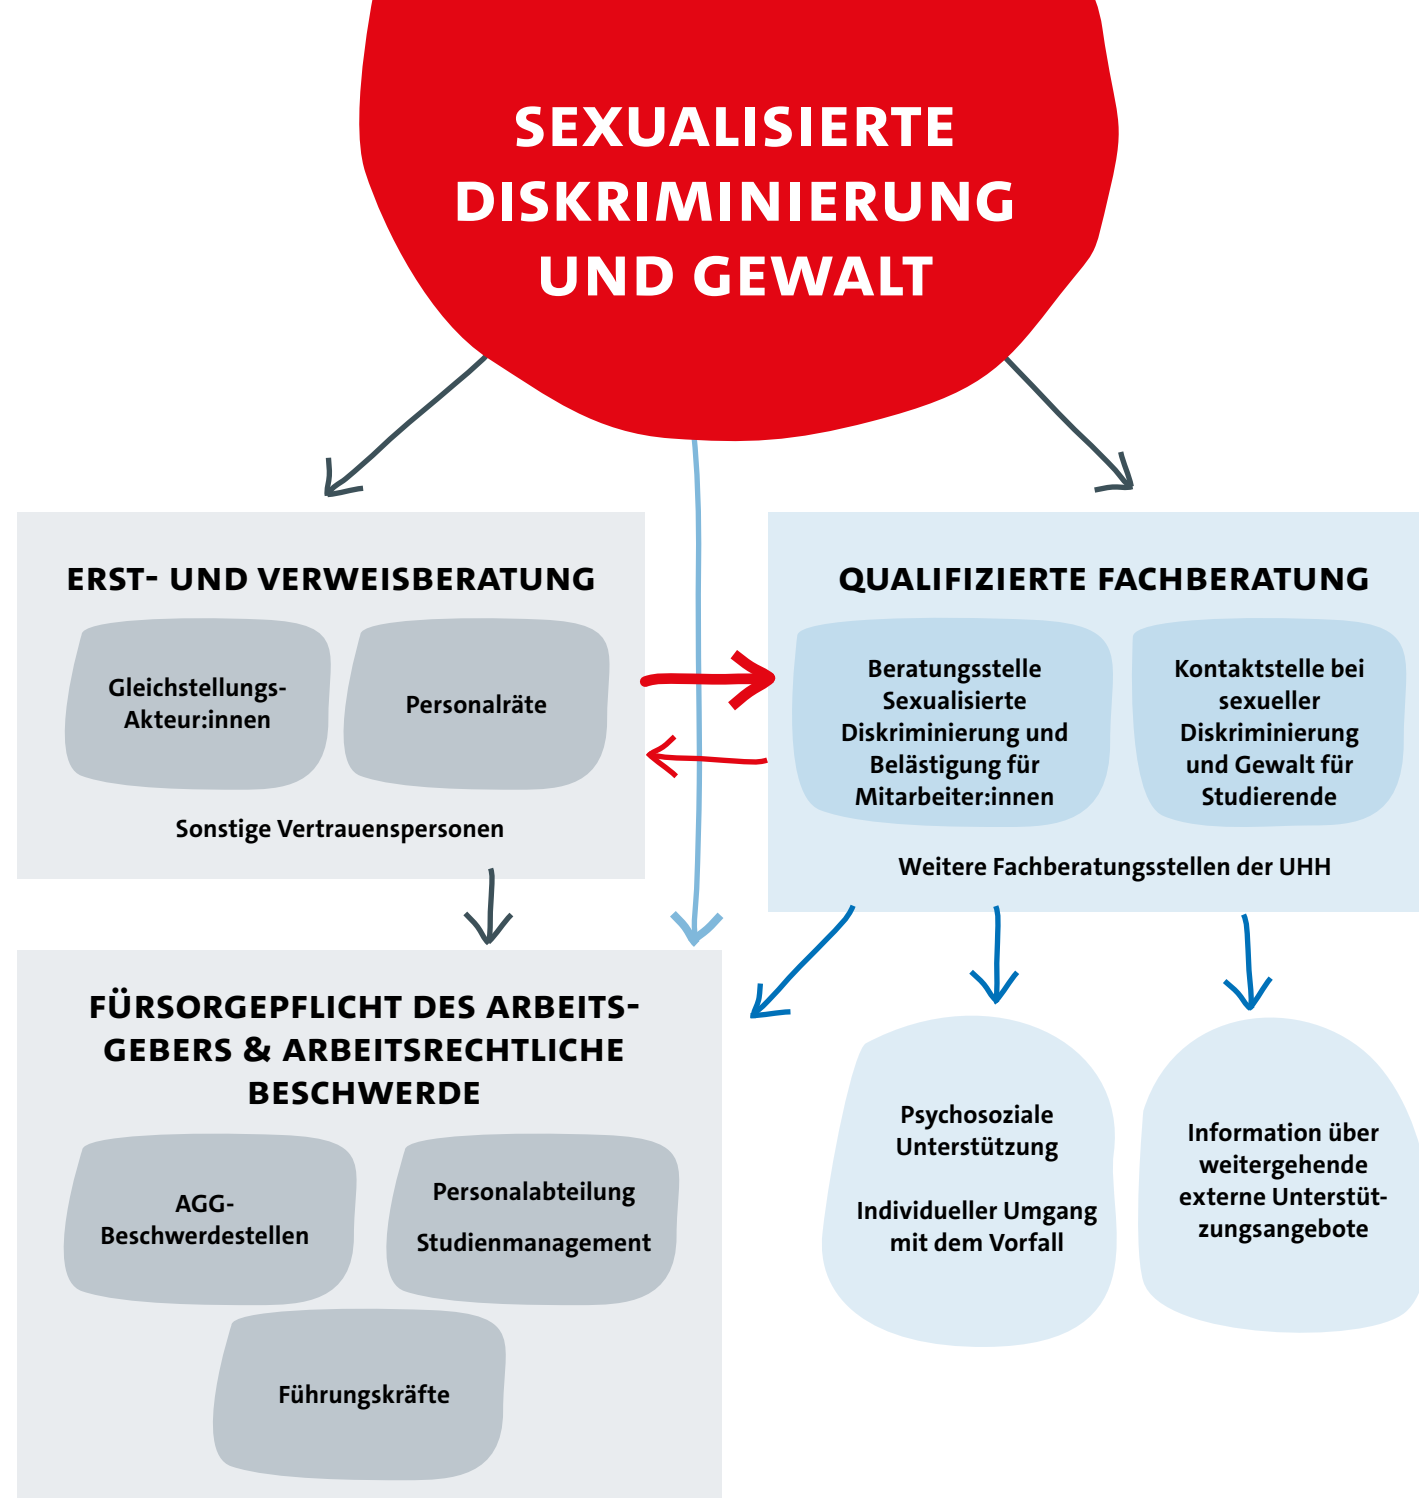 SEXUALISIERTE
DISKRIMINIERUNG
UND GEWALT
ERST- UND VERWEISBERATUNG
Gleichstellungs-
Akteur:innen
Personalräte
Sonstige Vertrauenspersonen
QUALIFIZIERTE FACHBERATUNG
Beratungsstelle
Sexualisierte
Diskriminierung und
Belästigung für
Mitarbeiter:innen
Kontaktstelle bei
sexueller
Diskriminierung
und Gewalt für
Studierende
Weitere Fachberatungsstellen der UHH
FÜRSORGEPFLICHT DES ARBEITS-
GEBERS & ARBEITSRECHTLICHE
BESCHWERDE
AGG-
Beschwerdestellen
Personalabteilung
Studienmanagement
Führungskräfte
Psychosoziale
Unterstützung
Individueller Umgang
mit dem Vorfall
Information über
weitergehende
externe Unterstüt-
zungsangebote